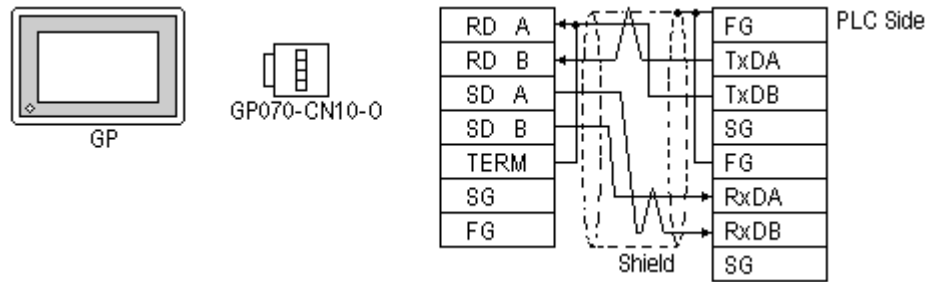 GP
GP070-CN10-0
RD A
RD B
SD A
SD B
TERM
SG
FG
Shield
FG
TxDA
TxDB
SG
FG
RxDA
RxDB
SG
PLC Side